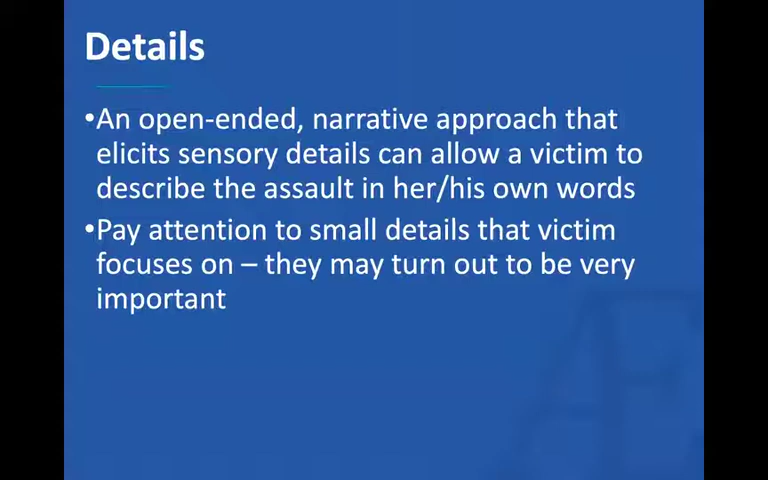 Details
•An open-ended, narrative approach that
elicits sensory details can allow a victim to
describe the assault in her/his own words
•Pay attention to small details that victim
focuses on – they may turn out to be very
important